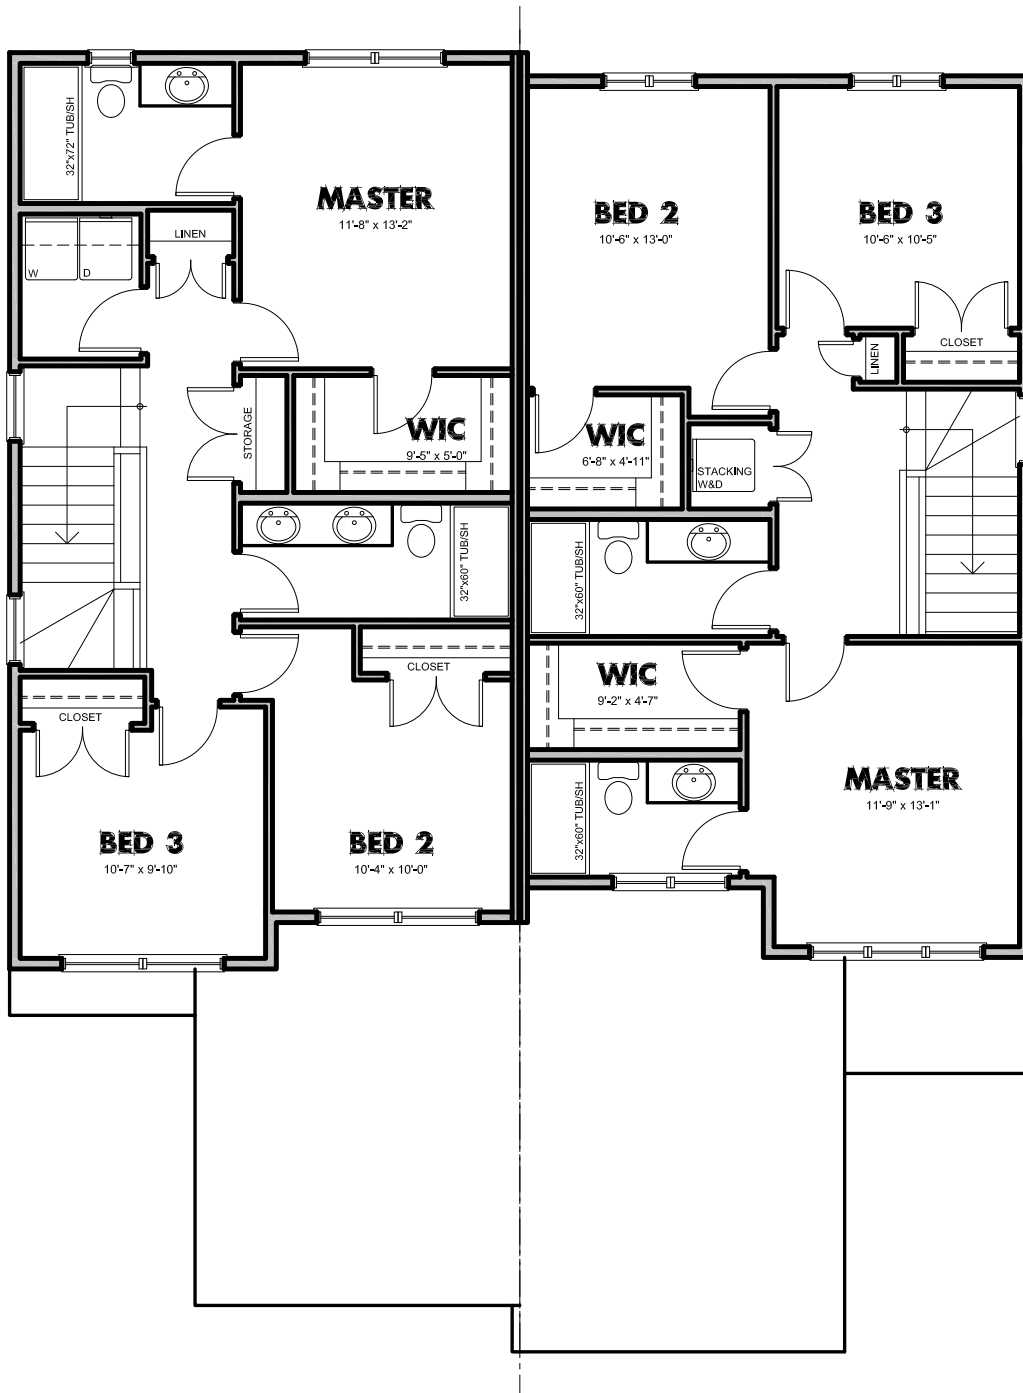 32"x72" TUB/SH
MASTER
11'-8" x 13'-2"
LINEN
W
D
STORAGE
WIC
9'-5" x 5'-0"
32"x60" TUB/SH
CLOSET
CLOSET
BED 3
10'-7" x 9'-10"
BED 2
10'-4" x 10'-0"
BED 2
10'-6" x 13'-0"
BED 3
10'-6" x 10'-5"
CLOSET
LINEN
WIC
6'-8" x 4'-11"
STACKING
W&D
32"x60" TUB/SH
WIC
9'-2" x 4'-7"
32"x60" TUB/SH
MASTER
11'-9" x 13'-1"